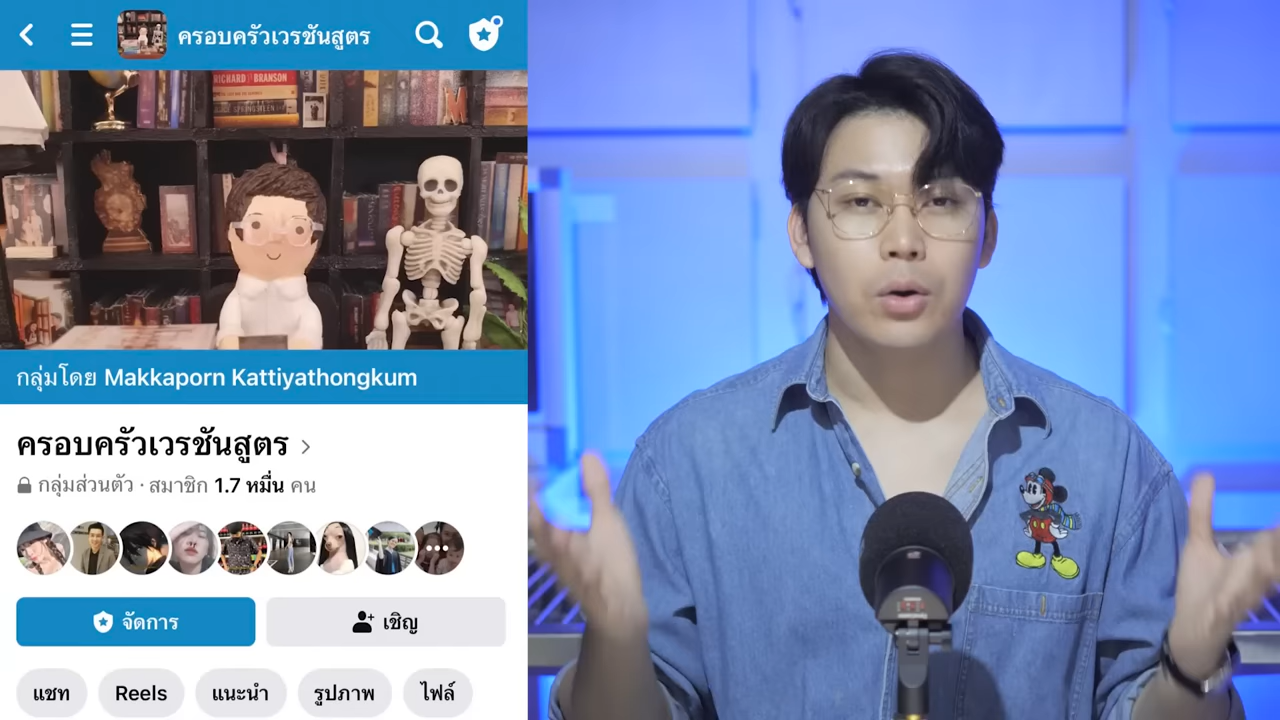 ครอบครัวเวรชันสูตร
RICHARD BRANSON
M
กลุ่มโดย Makkaporn Kattiyathongkum
ครอบครัวเวรชันสูตร
กลุ่มส่วนตัว · สมาชิก 1.7 หมื่น คน
จัดการ
เชิญ
แชท
Reels
แนะนำ
รูปภาพ
ไฟล์